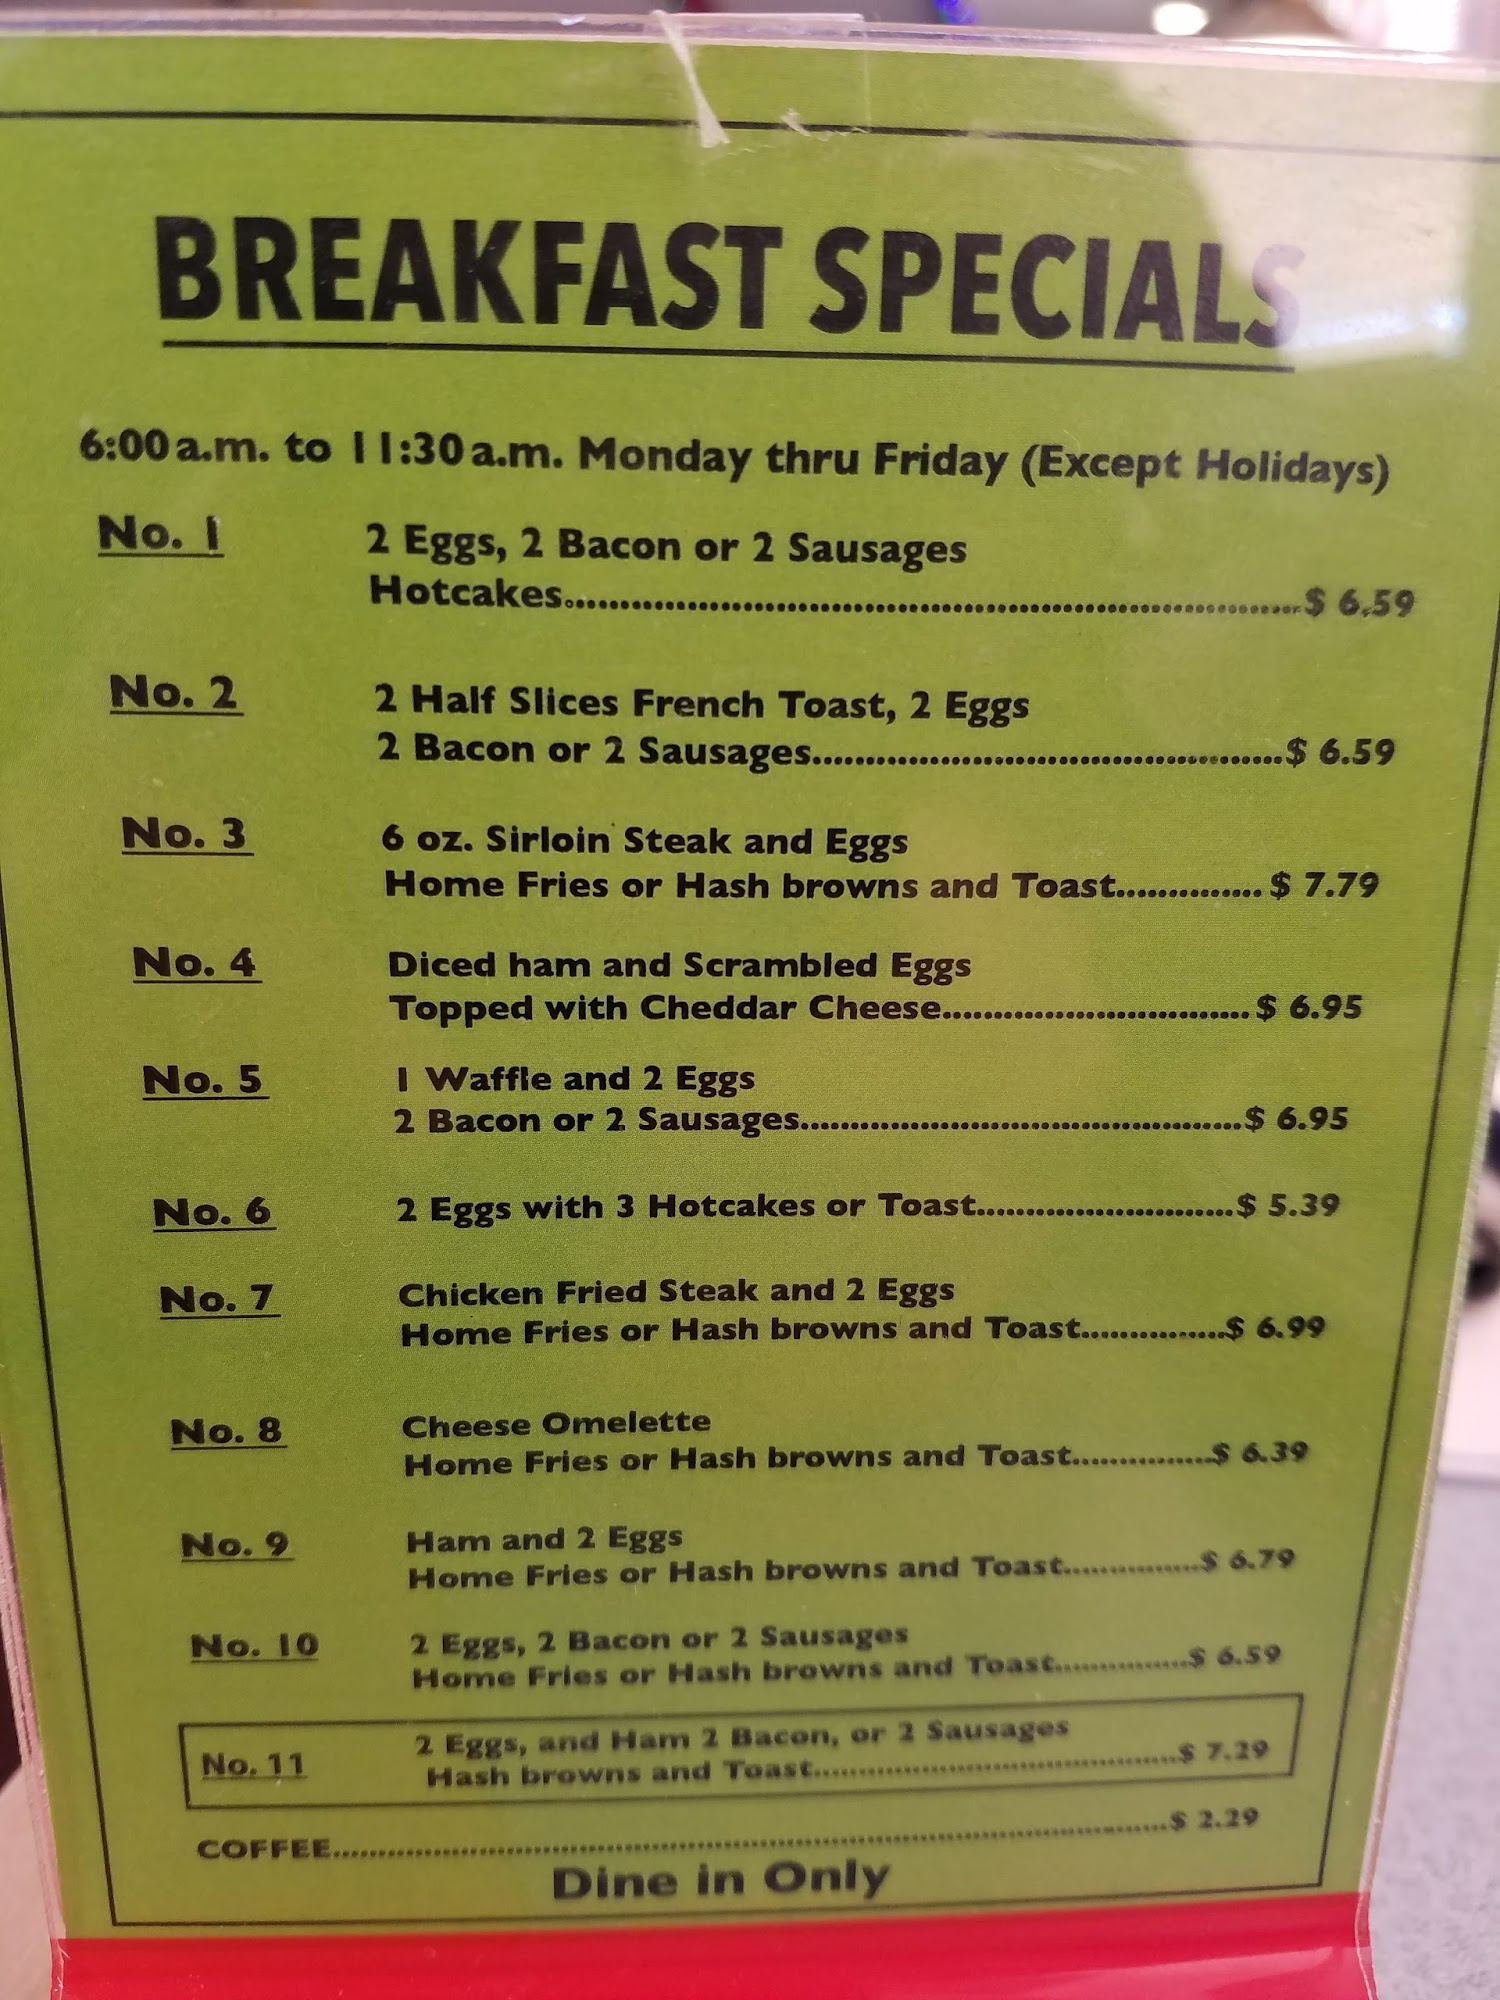 BREAKFAST SPECIALS
6:00 a.m. to 11:30 a.m. Monday thru Friday (Except Holidays)
No. 1 2 Eggs, 2 Bacon or 2 Sausages
Hotcakes.......................................................$ 6.59
No. 2 2 Half Slices French Toast, 2 Eggs
2 Bacon or 2 Sausages.............................................$ 6.59
No. 3 6 oz. Sirloin Steak and Eggs
Home Fries or Hash browns and Toast..............$ 7.79
No. 4 Diced ham and Scrambled Eggs
Topped with Cheddar Cheese..............................$ 6.95
No. 5 1 Waffle and 2 Eggs
2 Bacon or 2 Sausages............................................$ 6.95
No. 6 2 Eggs with 3 Hotcakes or Toast..........................$ 5.39
No. 7 Chicken Fried Steak and 2 Eggs
Home Fries or Hash browns and Toast...............$ 6.99
No. 8 Cheese Omelette
Home Fries or Hash browns and Toast...............$ 6.39
No. 9 Ham and 2 Eggs
Home Fries or Hash browns and Toast...............$ 6.79
No. 10 2 Eggs, 2 Bacon or 2 Sausages
Home Fries or Hash browns and Toast...............$ 6.59
No. 11 2 Eggs, and Ham 2 Bacon, or 2 Sausages
Hash browns and Toast........................................$ 7.29
COFFEE..........................................................$ 2.29
Dine in Only